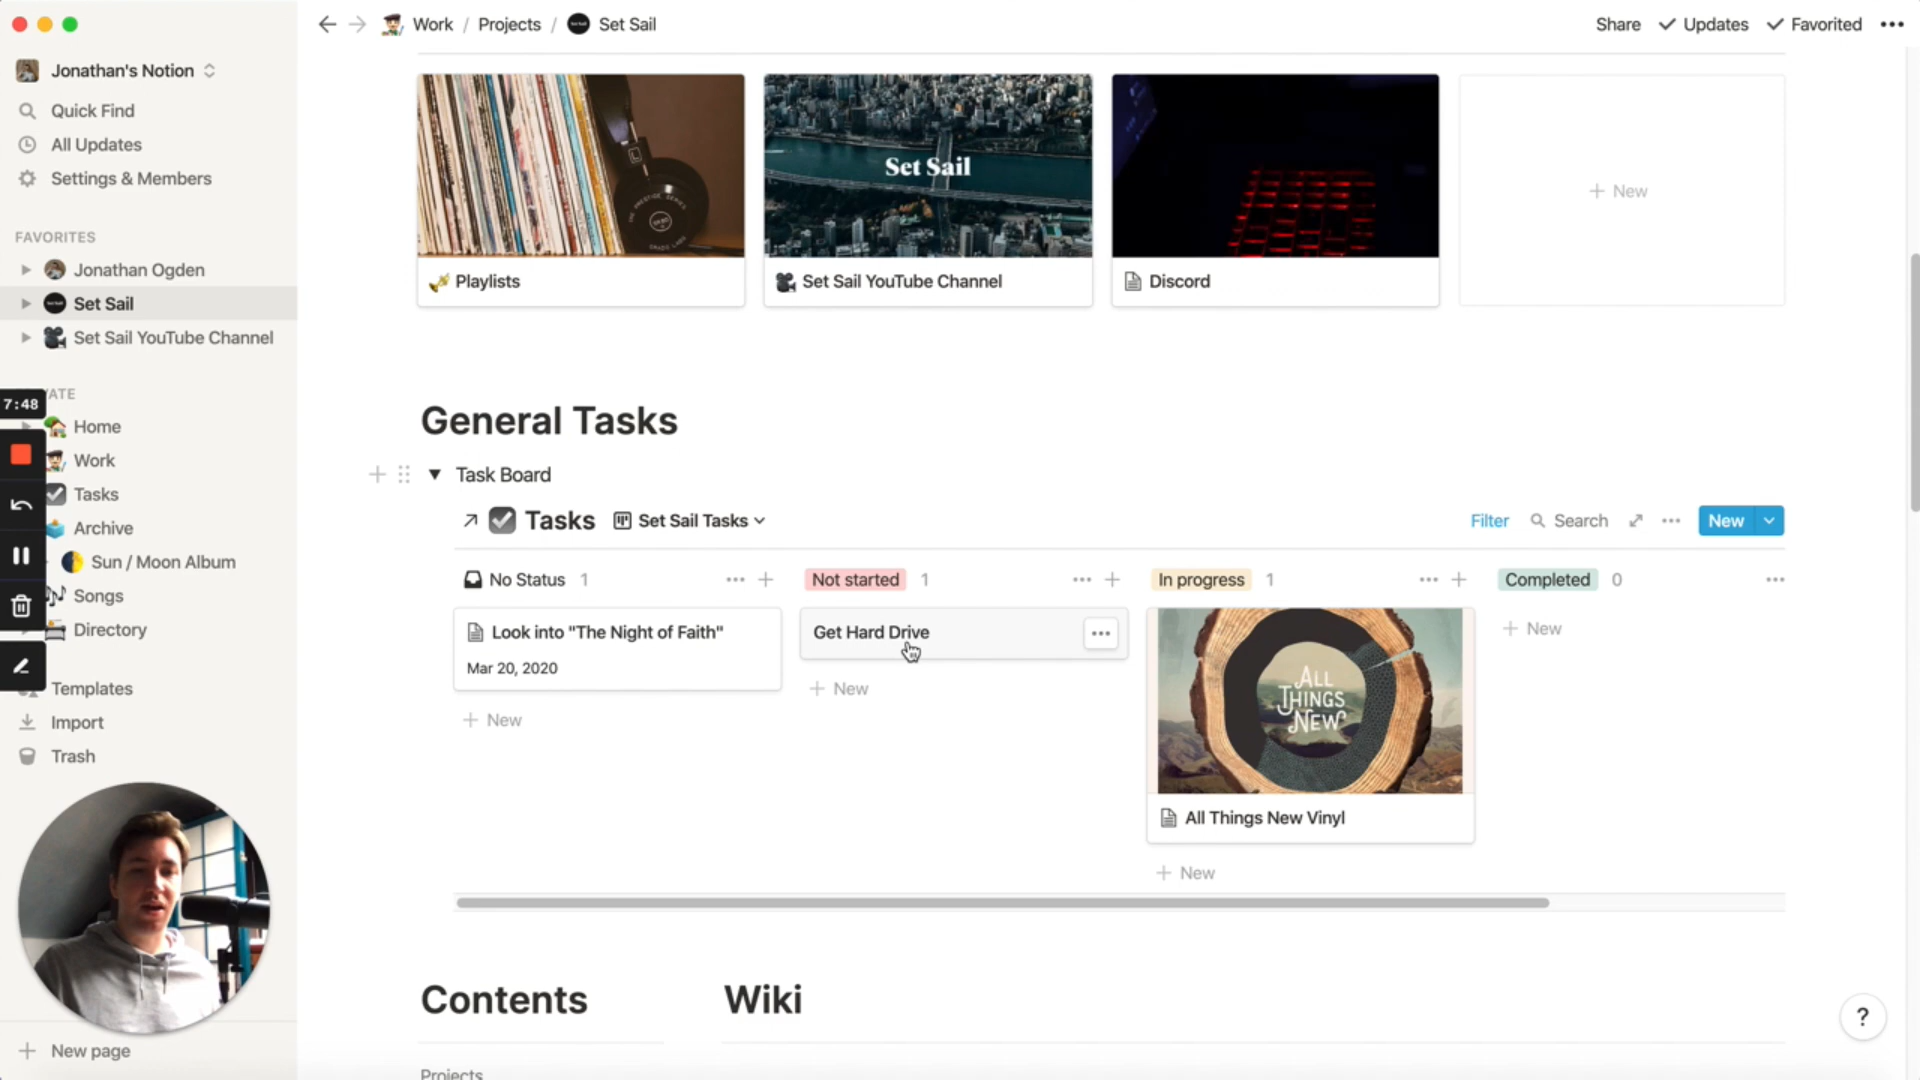 Work / Projects / Set Sail
Share Updates Favorited
Jonathan's Notion
Quick Find
All Updates
Settings & Members
FAVORITES
Jonathan Ogden
Set Sail
Set Sail YouTube Channel
ATE
7:48
Home
Work
Tasks
Archive
Sun / Moon Album
Songs
Directory
Templates
Import
Trash
New page
Set Sail
Playlists
Set Sail YouTube Channel
Discord
New
General Tasks
Task Board
Tasks Set Sail Tasks
Filter Search New
No Status 1
Look into "The Night of Faith"
Mar 20, 2020
New
Not started 1
Get Hard Drive
New
In progress 1
ALL
THINGS
NEW
All Things New Vinyl
New
Completed 0
New
Contents
Projects
Wiki
?